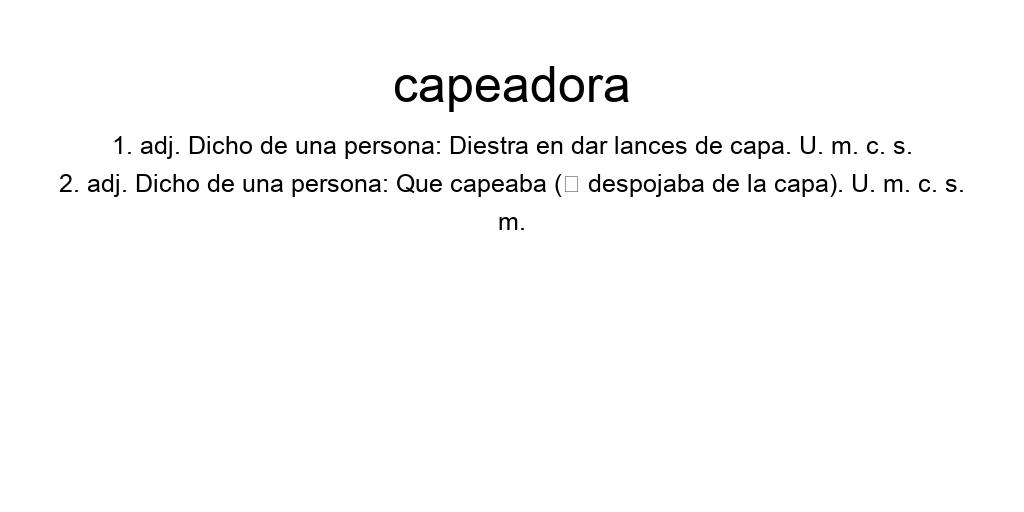 capeadora
1. adj. Dicho de una persona: Diestra en dar lances de capa. U. m. c. s.
2. adj. Dicho de una persona: Que capeaba (□ despojaba de la capa). U. m. c. s.
m.